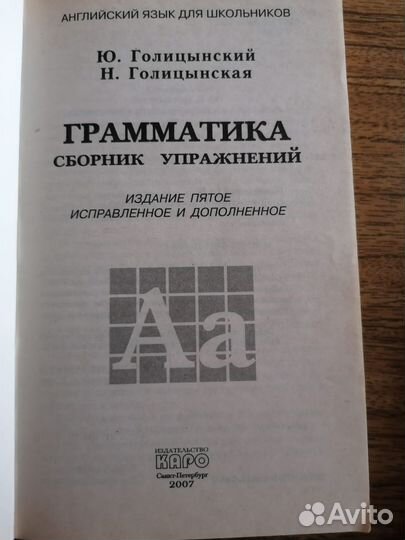 АНГЛИЙСКИЙ ЯЗЫК ДЛЯ ШКОЛЬНИКОВ
Ю. Голицынский
Н. Голицынская
ГРАММАТИКА
СБОРНИК УПРАЖНЕНИЙ
ИЗДАНИЕ ПЯТОЕ
ИСПРАВЛЕННОЕ И ДОПОЛНЕННОЕ
Aa
ИЗДАТЕЛЬСТВО
КАРО
Санкт-Петербург
2007
Avito